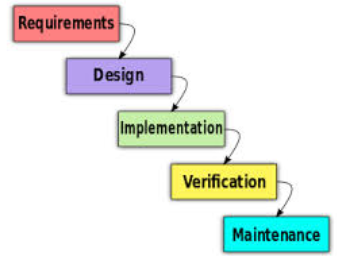 Requirements
Design
Implementation
Verification
Maintenance